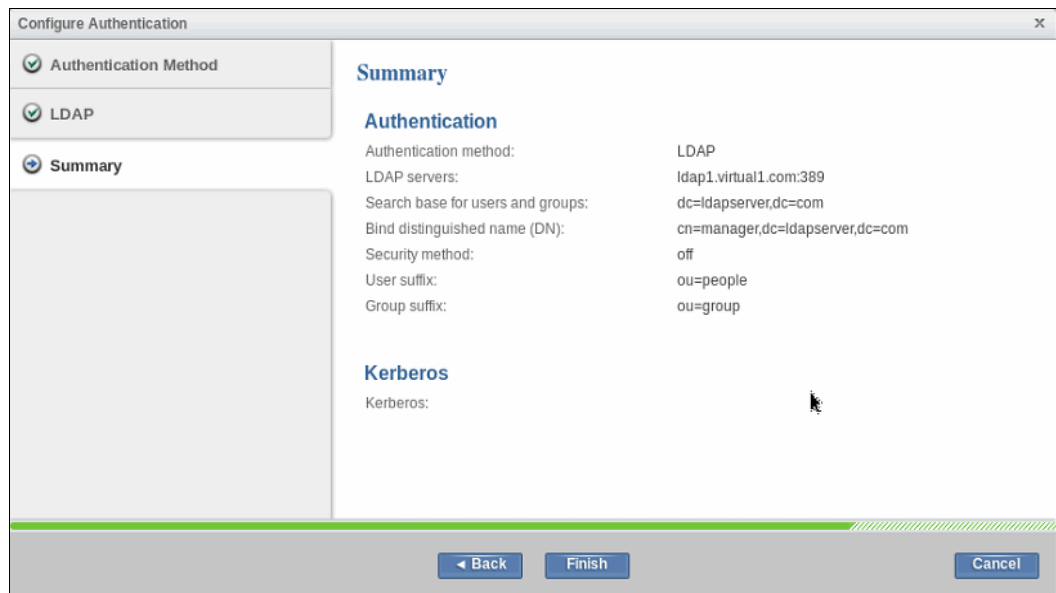 Configure Authentication x
Authentication Method
LDAP
Summary
Summary
Authentication
Authentication method: LDAP
LDAP servers: ldap1.virtual1.com:389
Search base for users and groups: dc=ldapserver,dc=com
Bind distinguished name (DN): cn=manager,dc=ldapserver,dc=com
Security method: off
User suffix: ou=people
Group suffix: ou=group
Kerberos
Kerberos:
◄ Back Finish Cancel